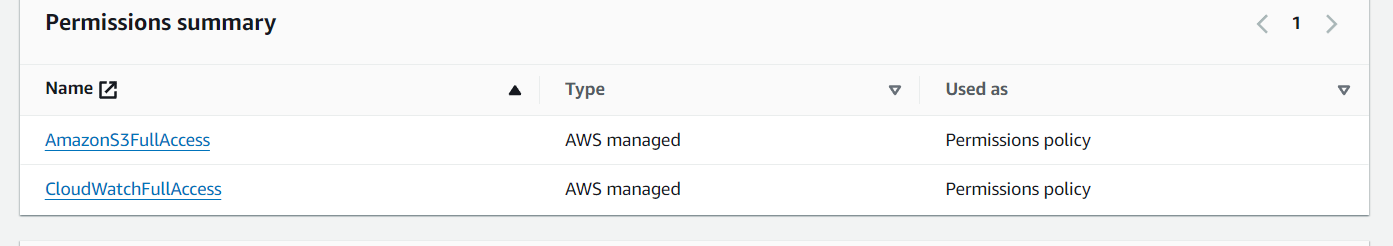 Permissions summary
1
Name Type Used as
AmazonS3FullAccess AWS managed Permissions policy
CloudWatchFullAccess AWS managed Permissions policy